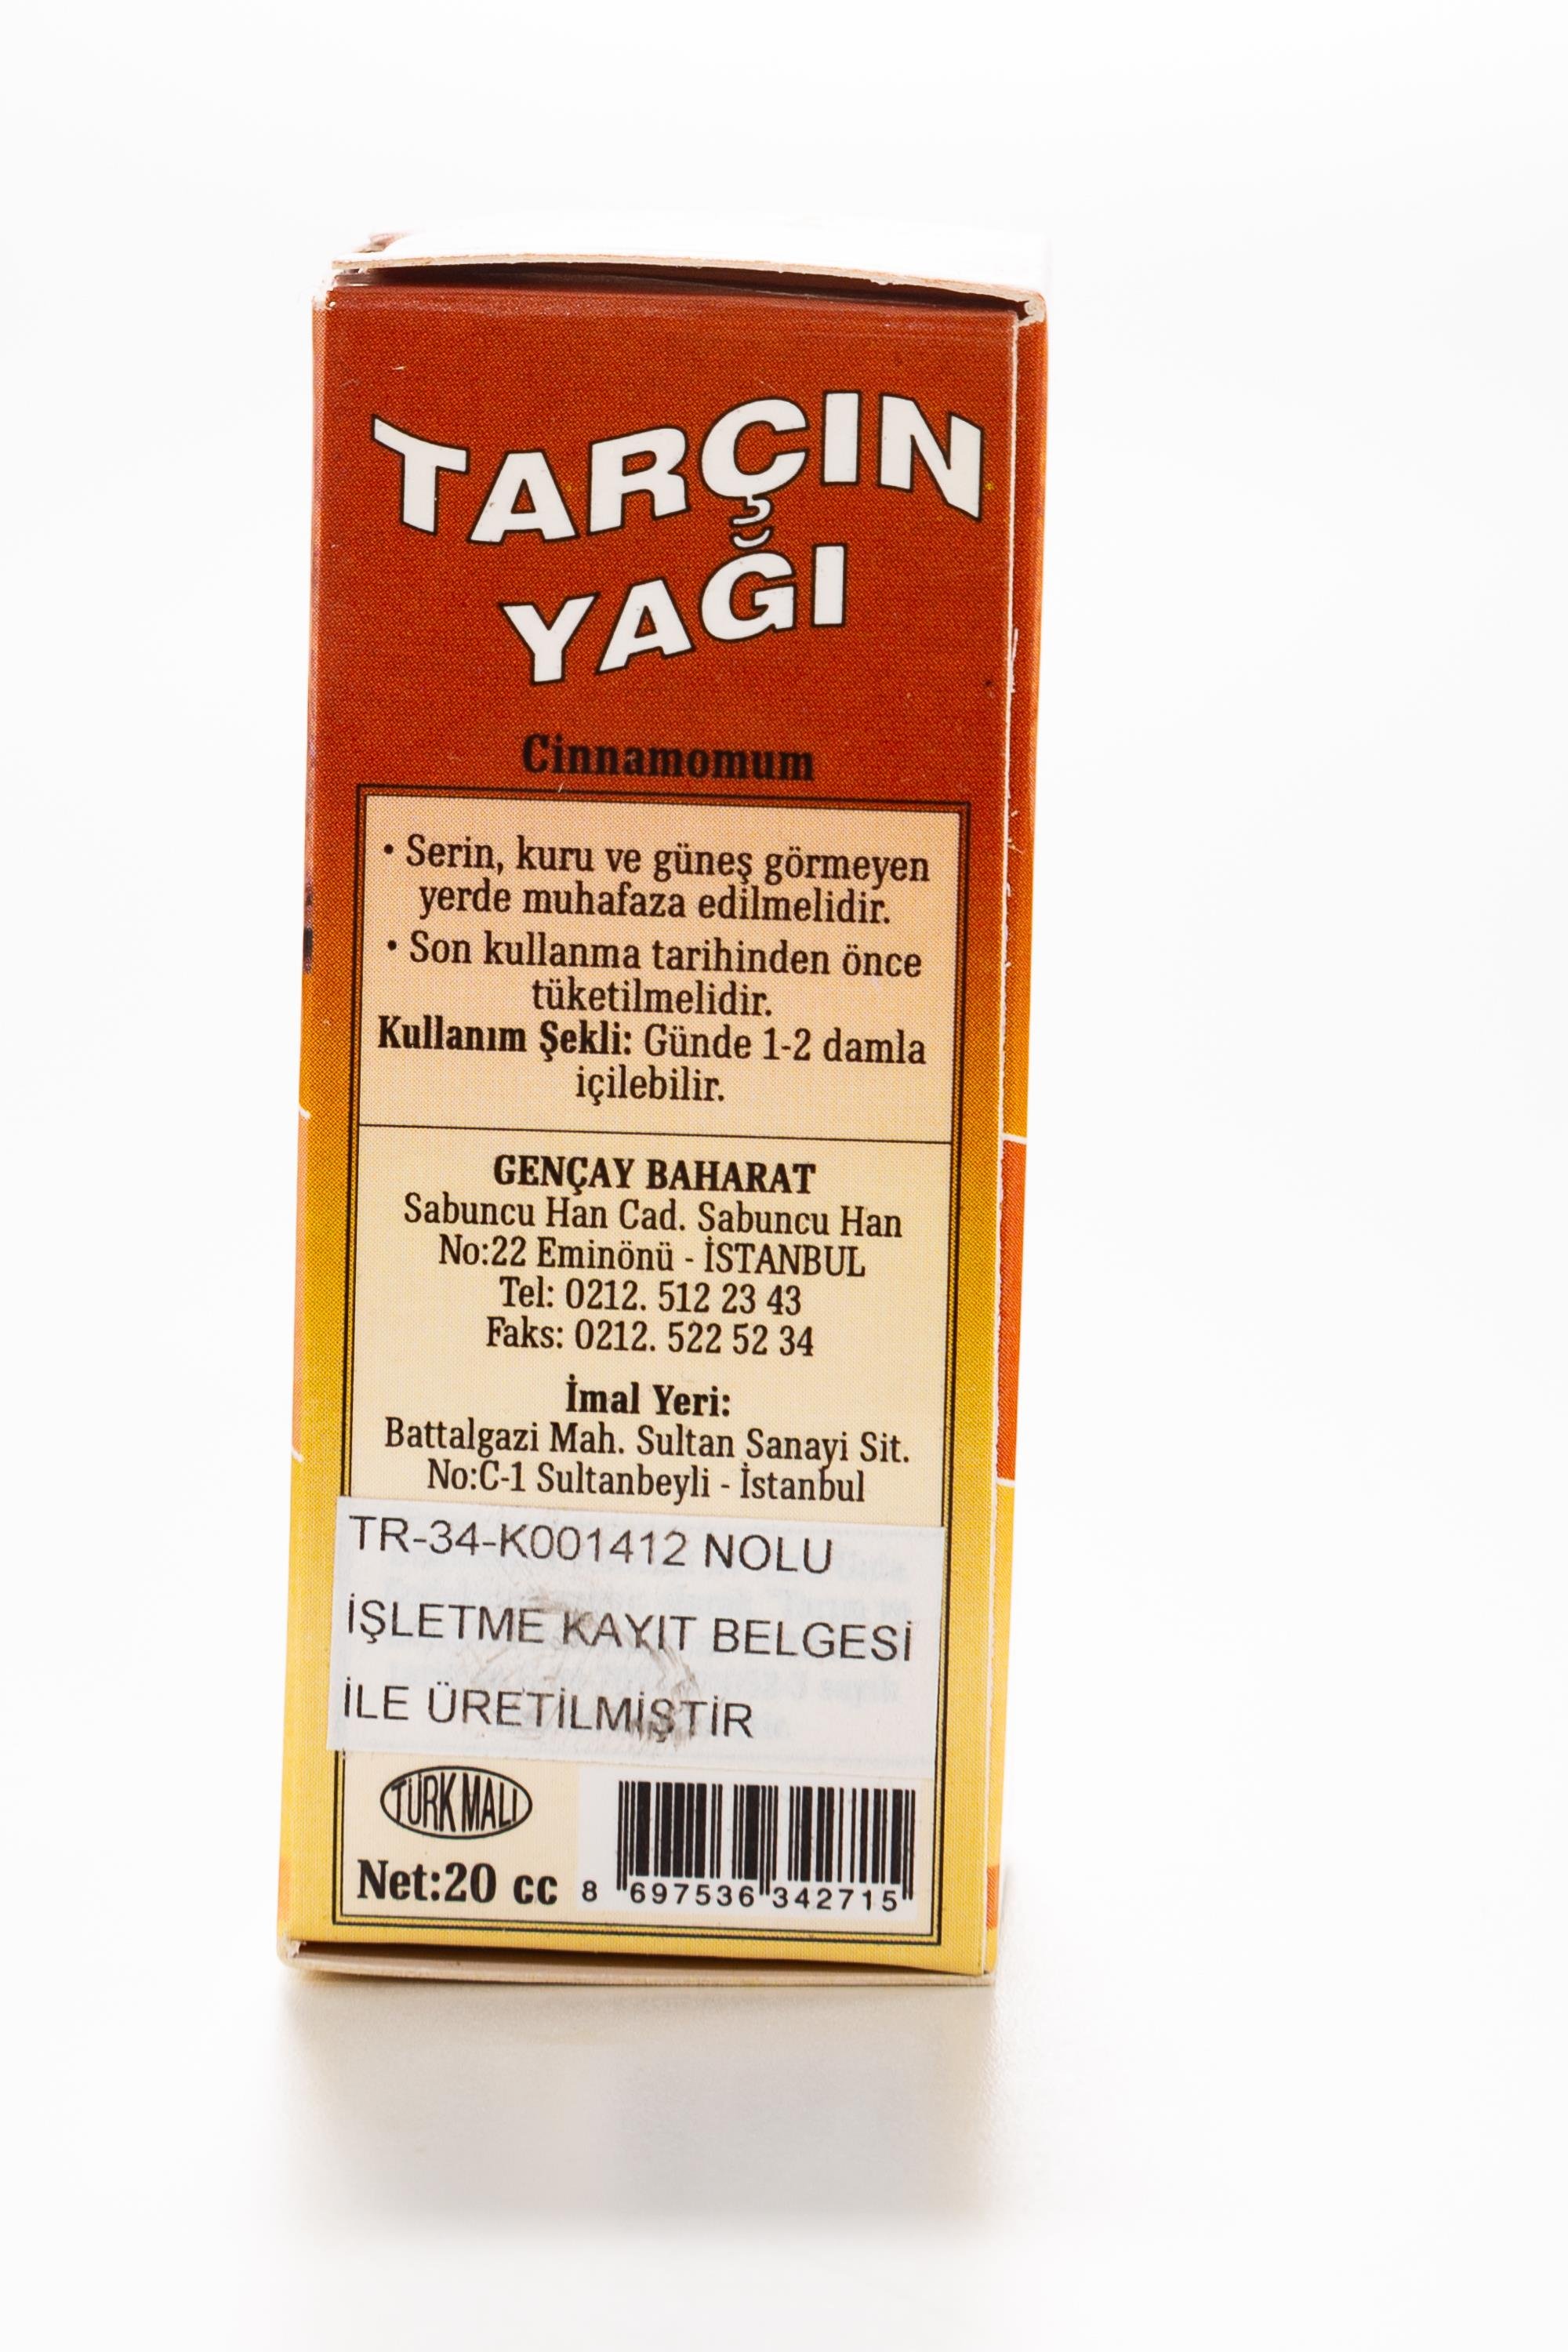 TARÇIN
YAĞI
Cinnamomum
• Serin, kuru ve güneş görmeyen
yerde muhafaza edilmelidir.
• Son kullanma tarihinden önce
tüketilmelidir.
Kullanım Şekli: Günde 1-2 damla
içilebilir.
GENÇAY BAHARAT
Sabuncu Han Cad. Sabuncu Han
No:22 Eminönü - İSTANBUL
Tel: 0212. 512 23 43
Faks: 0212. 522 52 34
İmal Yeri:
Battalgazi Mah. Sultan Sanayi Sit.
No:C-1 Sultanbeyli - İstanbul
TR-34-K001412 NOLU
İŞLETME KAYIT BELGESİ
İLE ÜRETİLMİŞTİR
TÜRK MALI
Net:20 cc
8 697536 342715